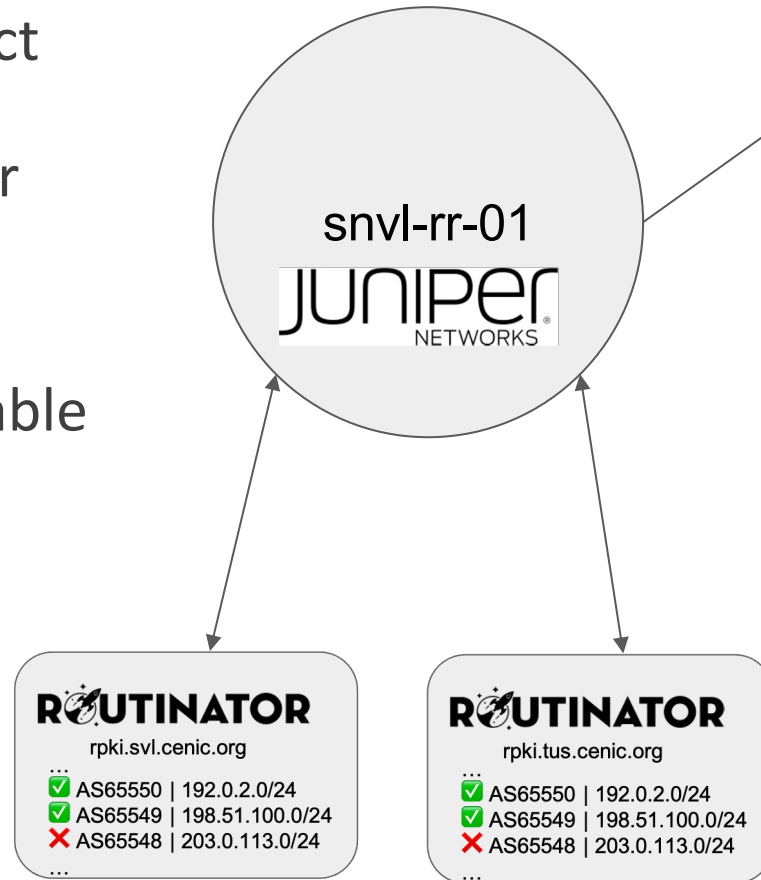 ct
r
able
snvl-rr-01
JUNIPER
NETWORKS
ROUTINATOR
rpki.svl.cenic.org
...
✅ AS65550 | 192.0.2.0/24
✅ AS65549 | 198.51.100.0/24
❌ AS65548 | 203.0.113.0/24
...
ROUTINATOR
rpki.tus.cenic.org
...
✅ AS65550 | 192.0.2.0/24
✅ AS65549 | 198.51.100.0/24
❌ AS65548 | 203.0.113.0/24
...